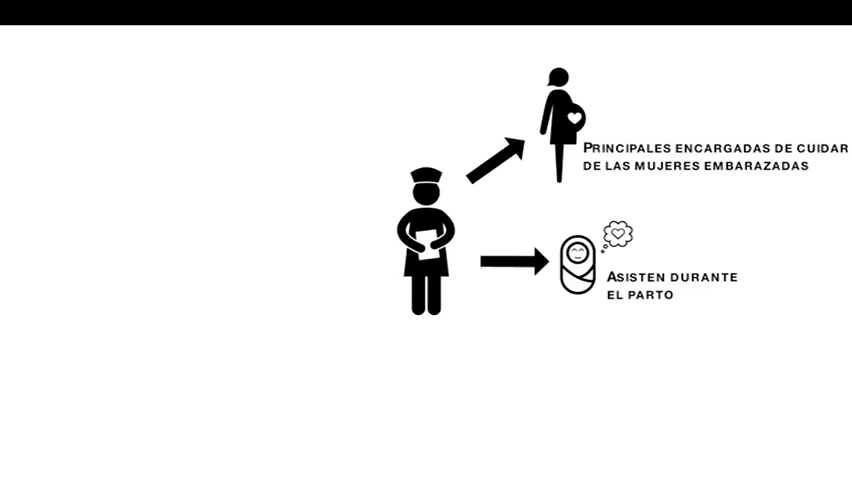 PRINCIPALES ENCARGADAS DE CUIDAR
DE LAS MUJERES EMBARAZADAS
ASISTEN DURANTE
EL PARTO